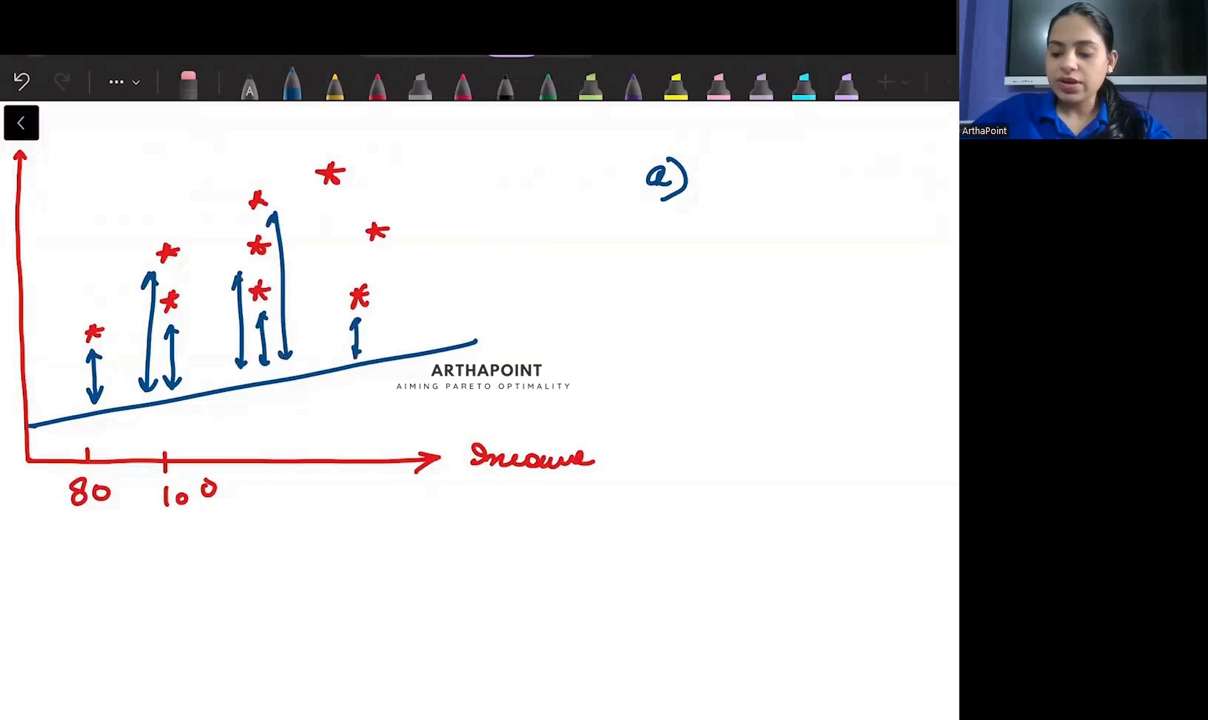 ArthaPoint
a)
ARTHAPOINT
AIMING PARETO OPTIMALITY
Income
80
100